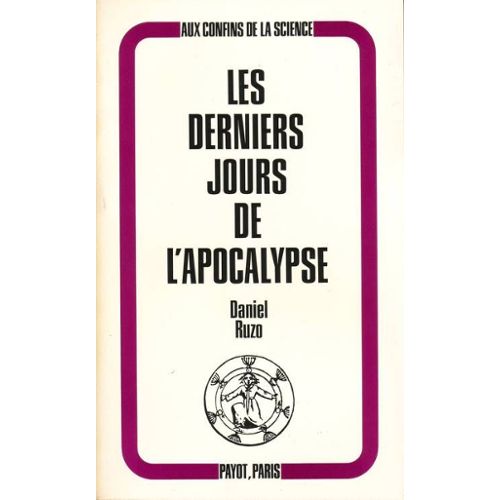 AUX CONFINS DE LA SCIENCE
LES
DERNIERS
JOURS
DE
L'APOCALYPSE
Daniel
Ruzo
PAYOT, PARIS